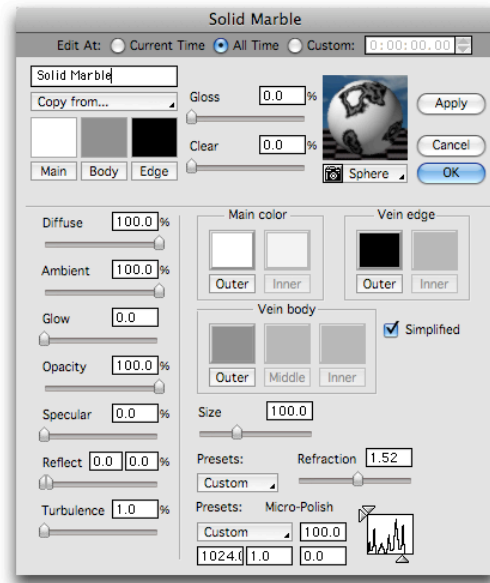 Solid Marble
Edit At: Current Time All Time Custom: 0:00:00.00
Solid Marble
Copy from...
Main Body Edge
Gloss 0.0 %
Clear 0.0 %
Sphere
Apply
Cancel
OK
Diffuse 100.0 %
Ambient 100.0 %
Glow 0.0
Opacity 100.0 %
Specular 0.0 %
Reflect 0.0 0.0 %
Turbulence 1.0 %
Main color
Outer Inner
Vein edge
Outer Inner
Vein body
Outer Middle Inner
Simplified
Size 100.0
Presets: Refraction 1.52
Custom
Presets: Micro-Polish
Custom 100.0
1024.0 1.0 0.0